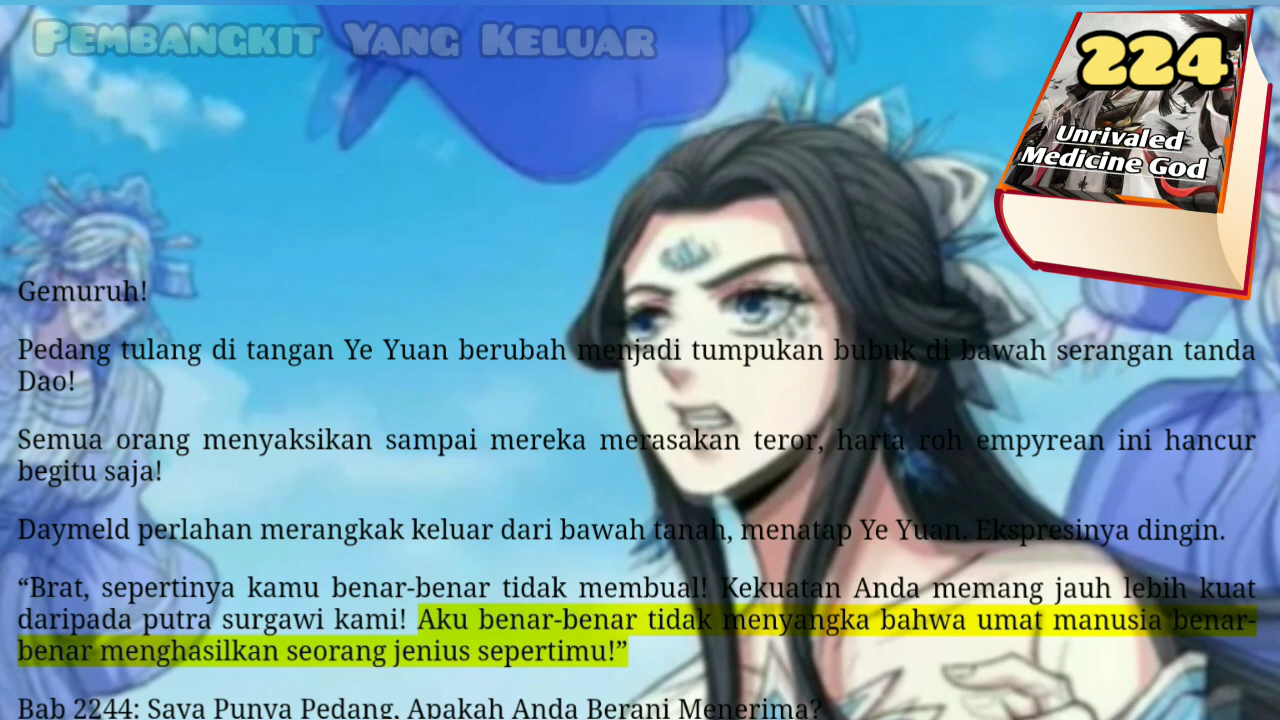 Pembangkit Yang Keluar
224
Unrivaled
Medicine God
Gemuruh!
Pedang tulang di tangan Ye Yuan berubah menjadi tumpukan bubuk di bawah serangan tanda
Dao!
Semua orang menyaksikan sampai mereka merasakan teror, harta roh empyrean ini hancur
begitu saja!
Daymeld perlahan merangkak keluar dari bawah tanah, menatap Ye Yuan. Ekspresinya dingin.
“Brat, sepertinya kamu benar-benar tidak membual! Kekuatan Anda memang jauh lebih kuat
daripada putra surgawi kami! Aku benar-benar tidak menyangka bahwa umat manusia benar-
benar menghasilkan seorang jenius sepertimu!”
Bab 2244: Saya Punya Pedang, Apakah Anda Berani Menerima?